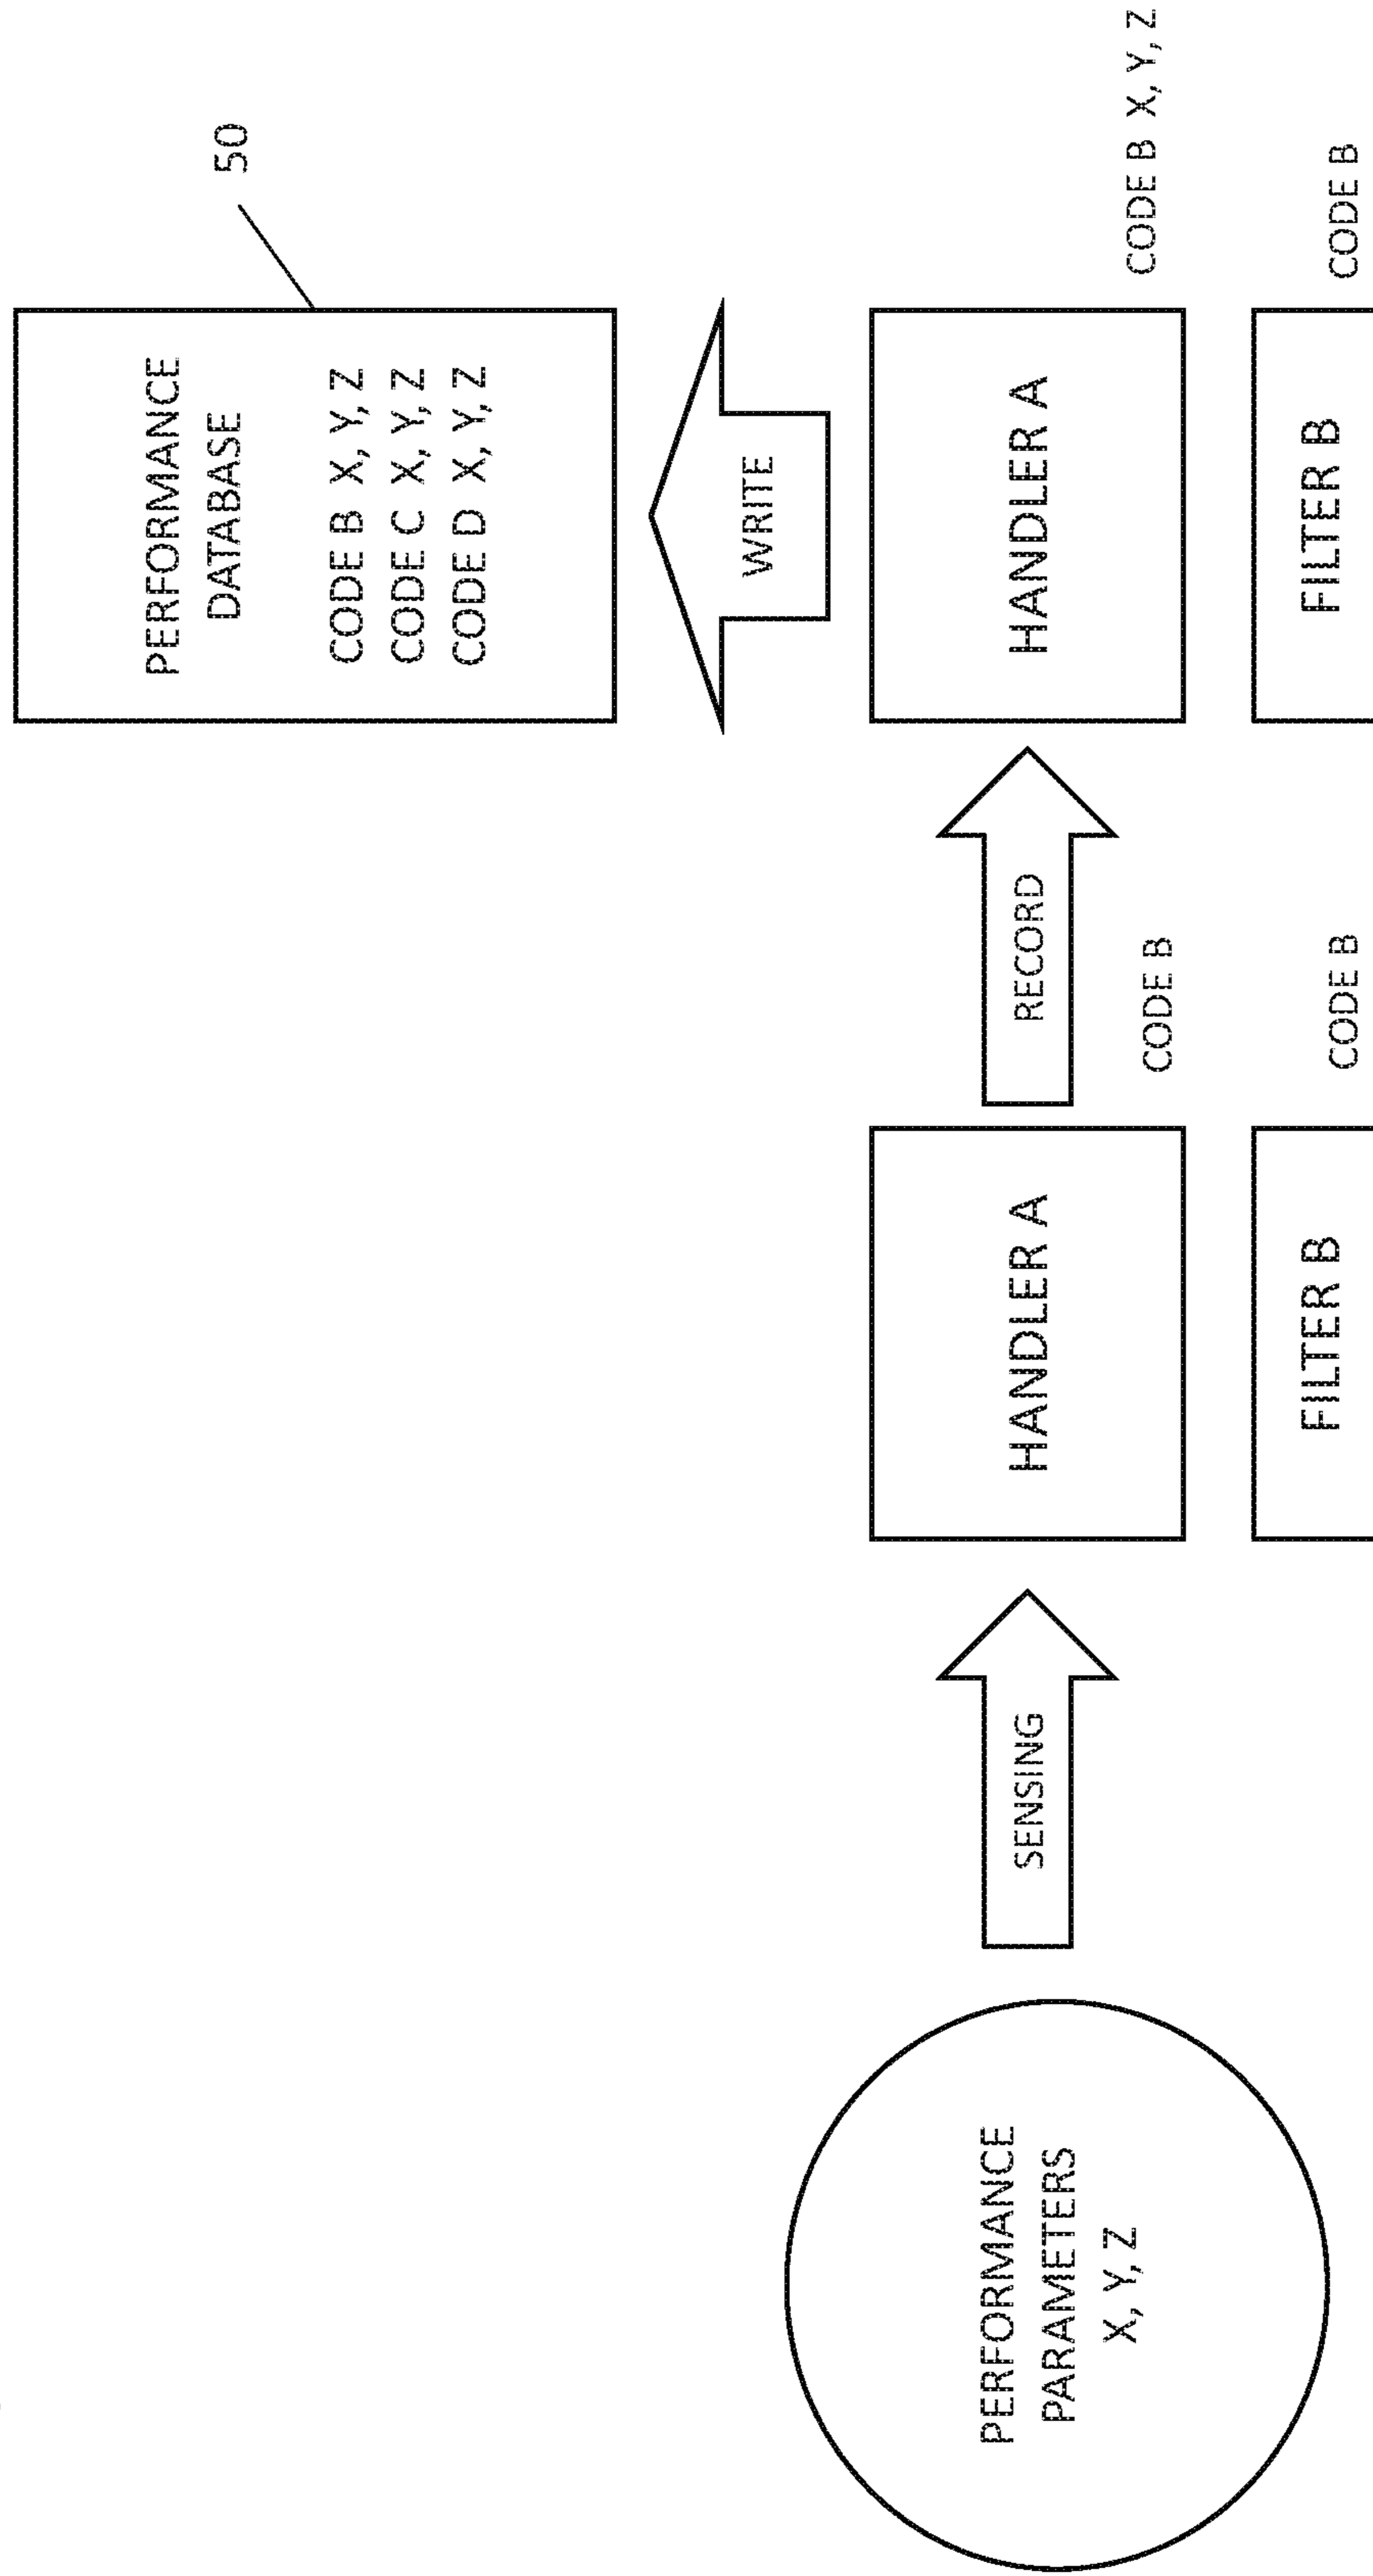 PERFORMANCE
DATABASE
CODE B X, Y, Z
CODE C X, Y, Z
CODE D X, Y, Z
50
WRITE
PERFORMANCE
PARAMETERS
X, Y, Z
SENSING
HANDLER A
RECORD
CODE B
HANDLER A
CODE B X, Y, Z
FILTER B
CODE B
FILTER B
CODE B